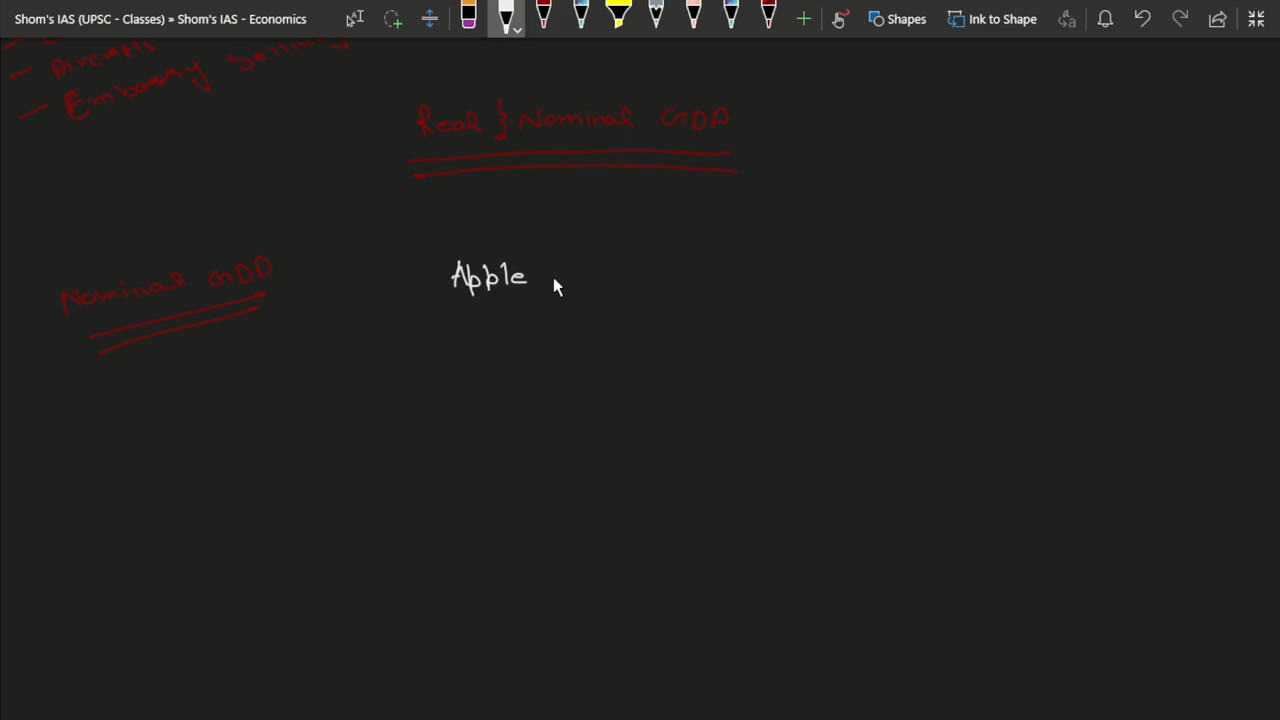 Shom's IAS (UPSC - Classes) » Shom's IAS - Economics
Shapes
Ink to Shape
- Embassy Selling
Real } Nominal GDP
Nominal GDP
Apple